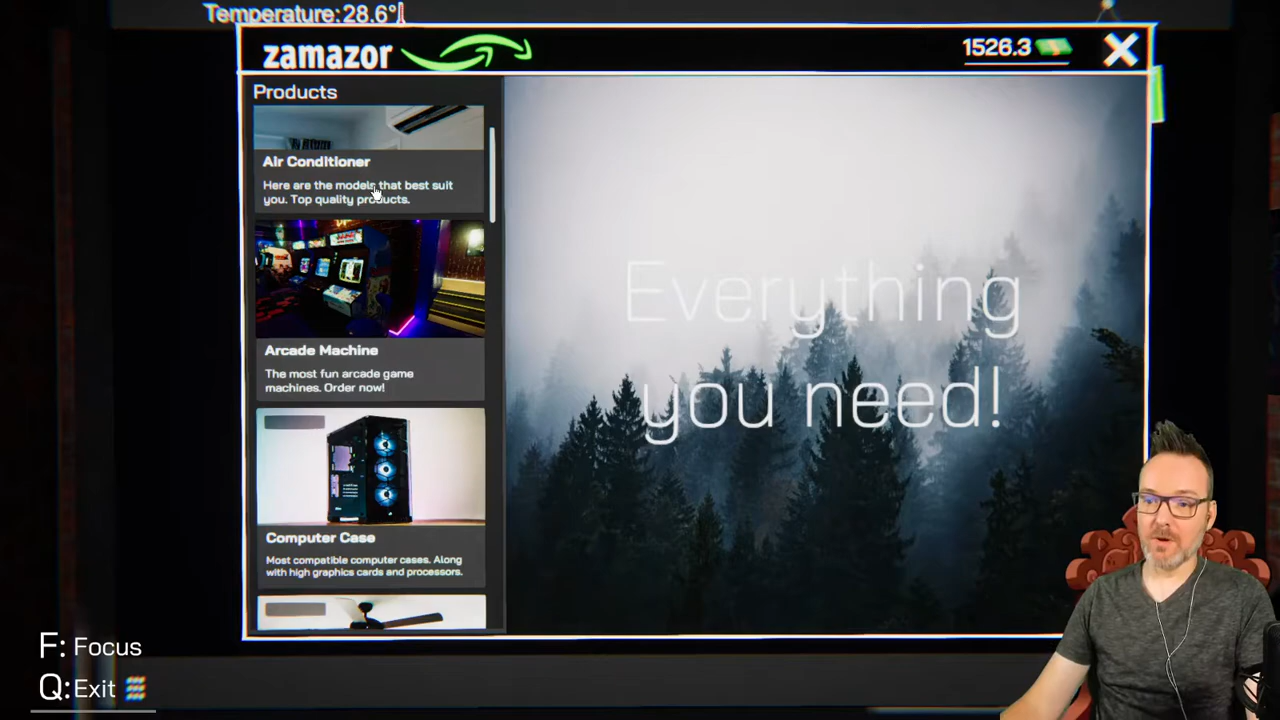 Temperature: 28.6°
zamazor
1526.3
Products
Air Conditioner
Here are the models that best suit
you. Top quality products.
Arcade Machine
The most fun arcade game
machines. Order now!
Computer Case
Most compatible computer cases. Along
with high graphics cards and processors.
Everything
you need!
F: Focus
Q: Exit